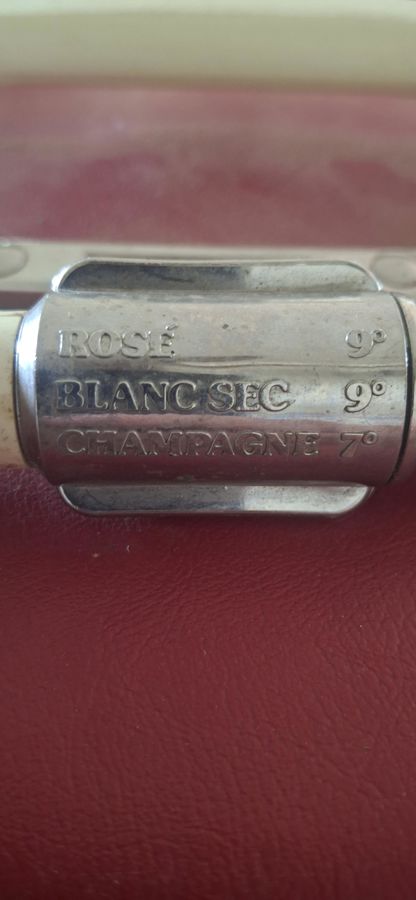 ROSÉ 9°
BLANC SEC 9°
CHAMPAGNE 7°